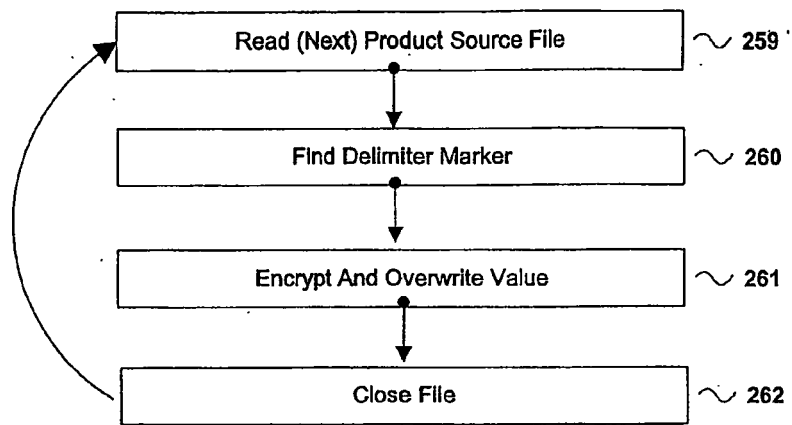 Read (Next) Product Source File 259
Find Delimiter Marker 260
Encrypt And Overwrite Value 261
Close File 262